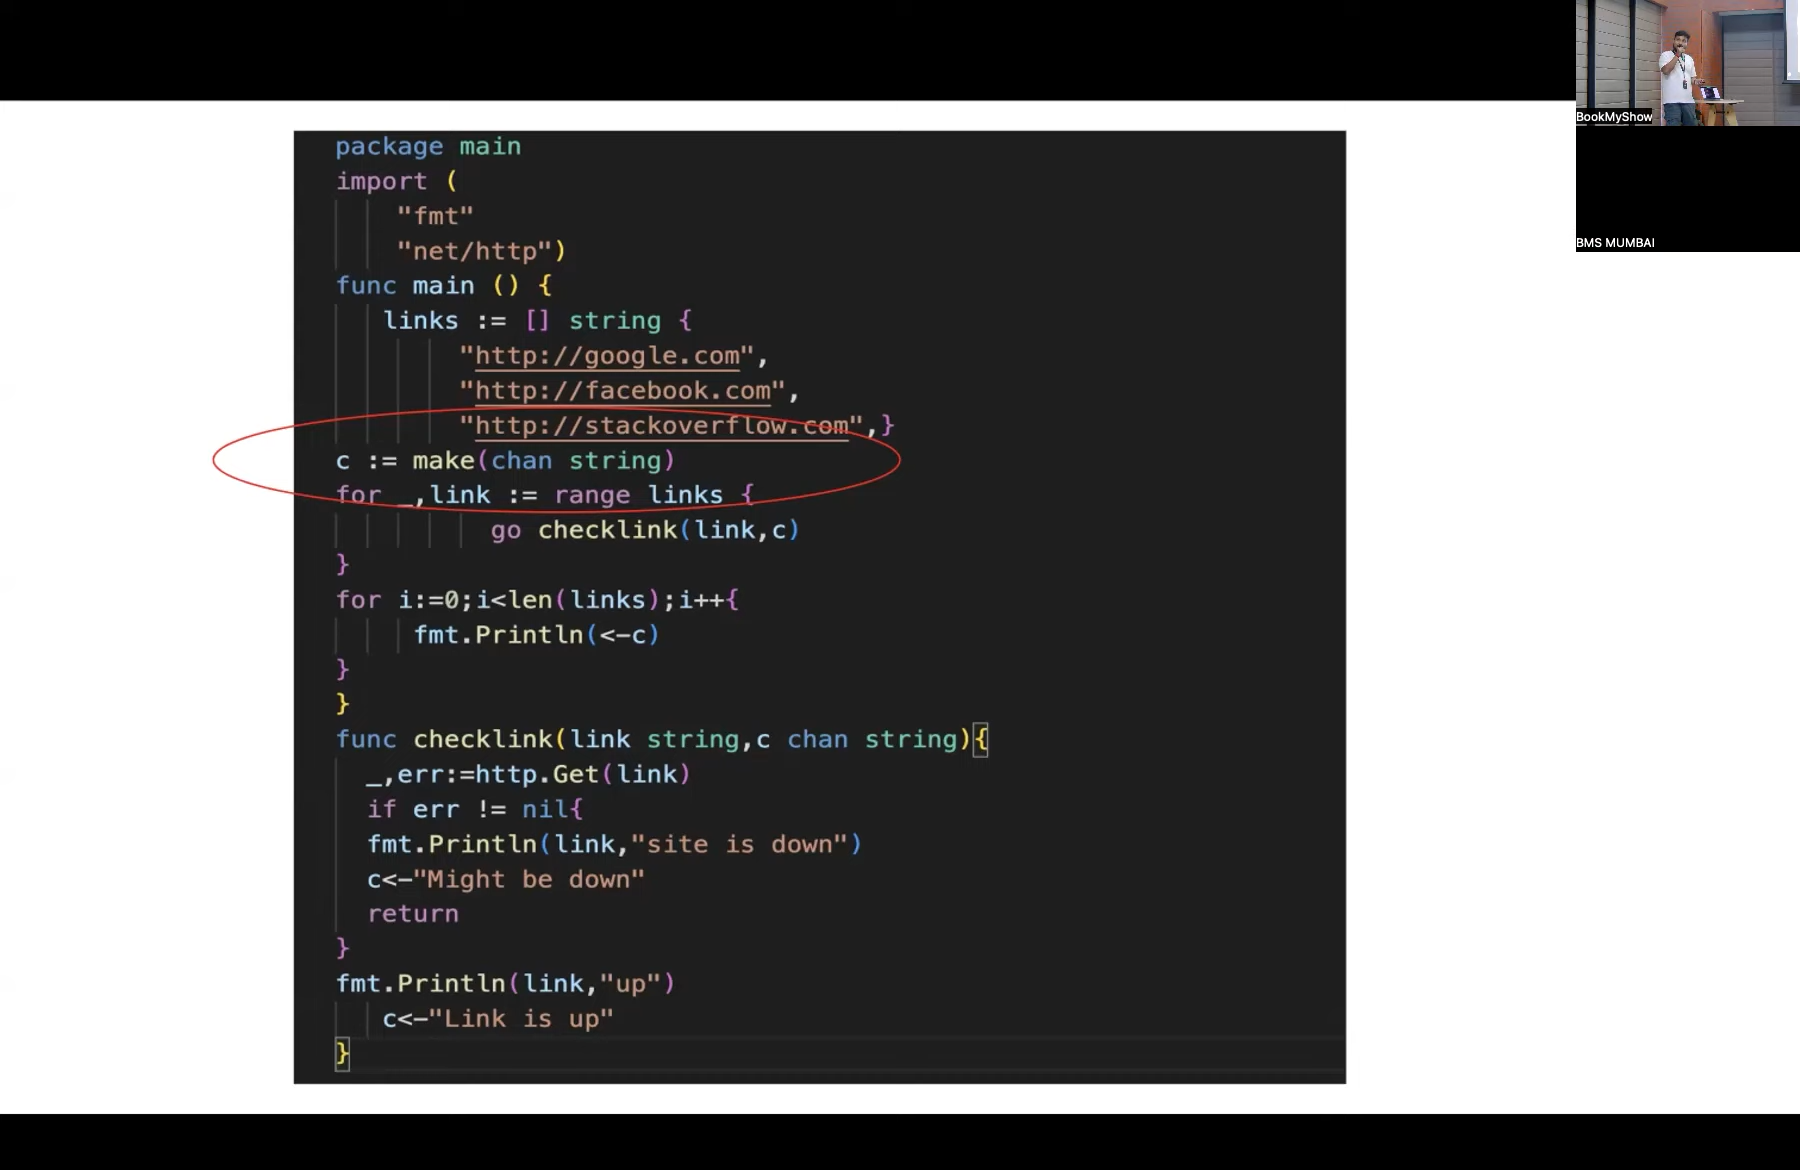 package main
import (
"fmt"
"net/http")
func main () {
links := [] string {
"http://google.com",
"http://facebook.com",
"http://stackoverflow.com",}
c := make(chan string)
for _,link := range links {
go checklink(link,c)
}
for i:=0;i<len(links);i++{
fmt.Println(<-c)
}
}
func checklink(link string,c chan string){
_,err:=http.Get(link)
if err != nil{
fmt.Println(link,"site is down")
c<-"Might be down"
return
}
fmt.Println(link,"up")
c<-"Link is up"
}
BookMyShow
BMS MUMBAI